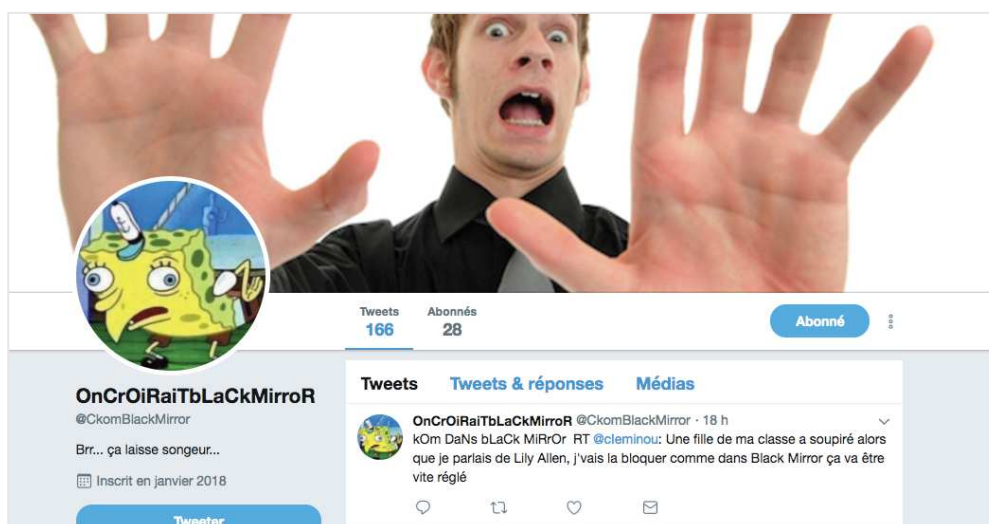 Tweets Abonnés
166 28
Abonné
OnCrOiRaiTbLaCkMirroR
@CkomBlackMirror
Brr... ça laisse songeur...
Inscrit en janvier 2018
Tweeter
Tweets Tweets & réponses Médias
OnCrOiRaiTbLaCkMirroR @CkomBlackMirror · 18 h
kOm DaNs bLaCk MiRrOr RT @cleminou: Une fille de ma classe a soupiré alors
que je parlais de Lily Allen, j'vais la bloquer comme dans Black Mirror ça va être
vite réglé